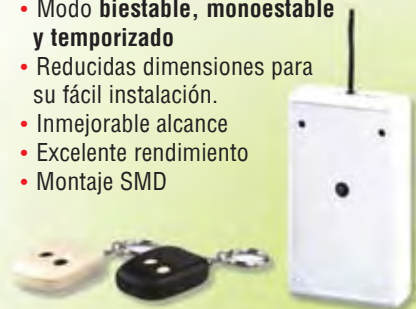 • Modo biestable, monoestable
y temporizado
• Reducidas dimensiones para
su fácil instalación.
• Inmejorable alcance
• Excelente rendimiento
• Montaje SMD